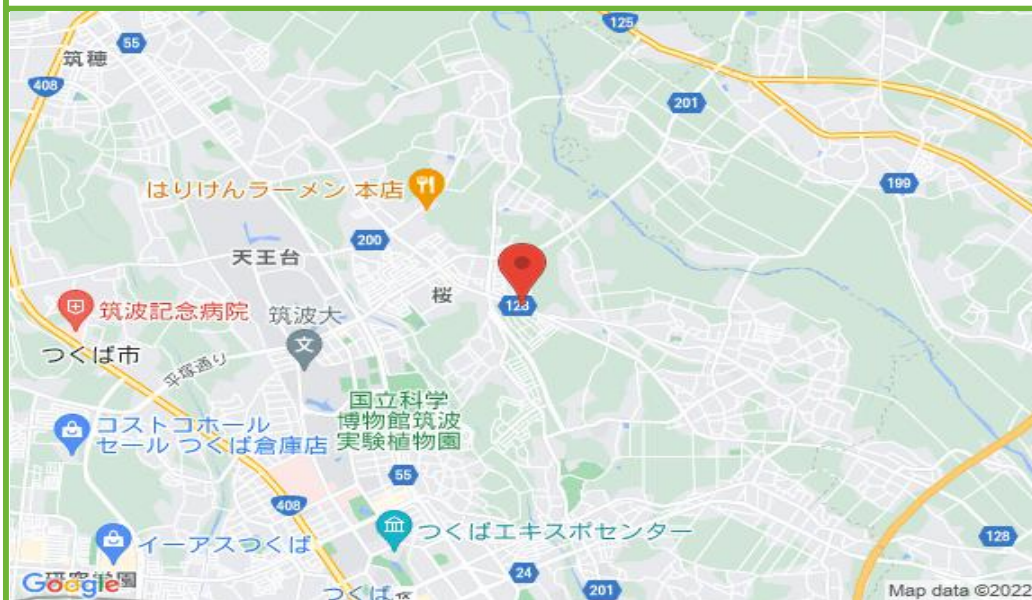 125
55
筑穂
408
201
はりけんラーメン 本店
199
200
天王台
桜
128
筑波記念病院
筑波大
文
つくば市
平塚通り
国立科学
博物館筑波
実験植物園
コストコホール
セール つくば倉庫店
55
408
つくばエキスポセンター
イーアスつくば
128
24
201
Google
つくば
Map data ©2022